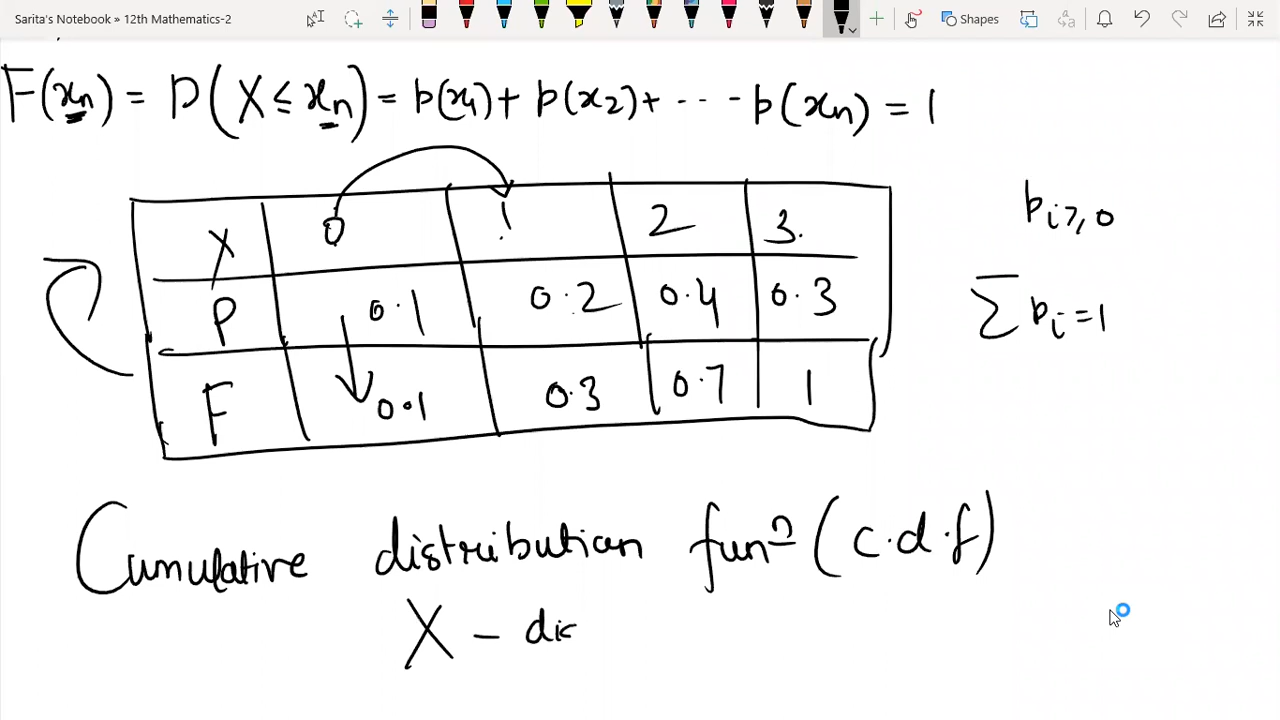 Sarita's Notebook » 12th Mathematics-2
Shapes
F(xₙ) = P(X ≤ xₙ) = p(x₁) + p(x₂) + ... p(xₙ) = 1
X 0 1 2 3.
pᵢ ≥, 0
P 0.1 0.2 0.4 0.3
Σ pᵢ = 1
F 0.1 0.3 0.7 1
Cumulative distribution funⁿ (c.d.f)
X - dis